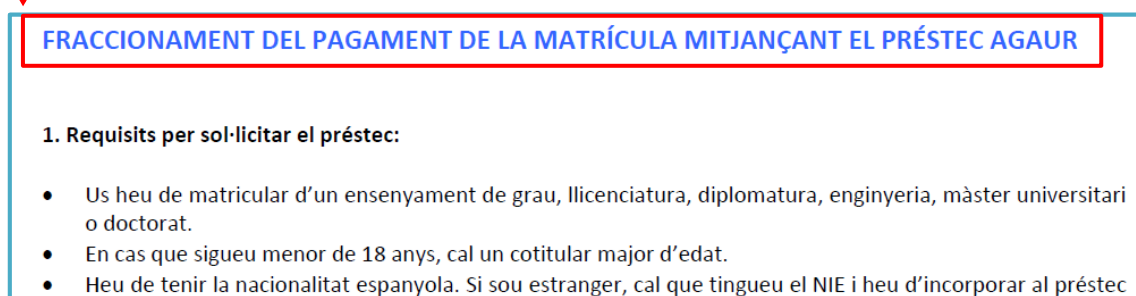 FRACCIONAMENT DEL PAGAMENT DE LA MATRÍCULA MITJANÇANT EL PRÉSTEC AGAUR
1. Requisits per sol·licitar el préstec:
• Us heu de matricular d’un ensenyament de grau, llicenciatura, diplomatura, enginyeria, màster universitari
o doctorat.
• En cas que sigueu menor de 18 anys, cal un cotitular major d’edat.
• Heu de tenir la nacionalitat espanyola. Si sou estranger, cal que tingueu el NIE i heu d’incorporar al préstec